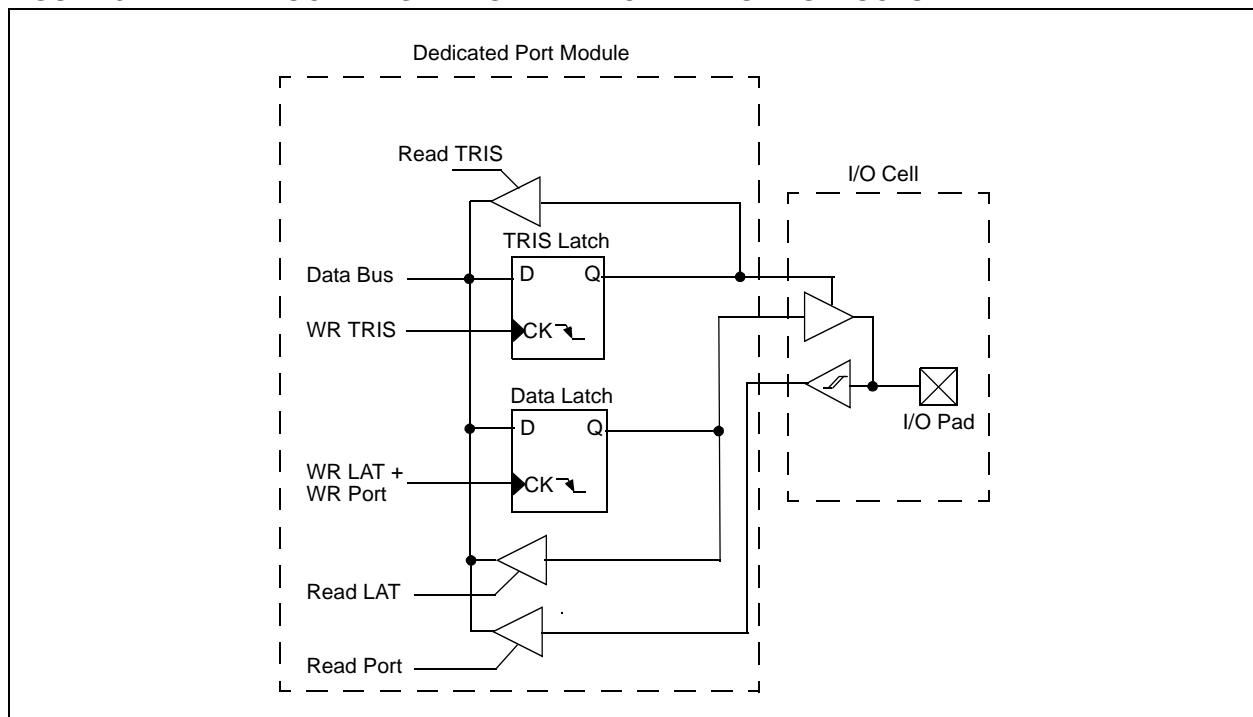 Dedicated Port Module
Read TRIS
I/O Cell
TRIS Latch
Data Bus
D
Q
WR TRIS
CK
Data Latch
I/O Pad
D
Q
WR LAT +
WR Port
CK
Read LAT
Read Port